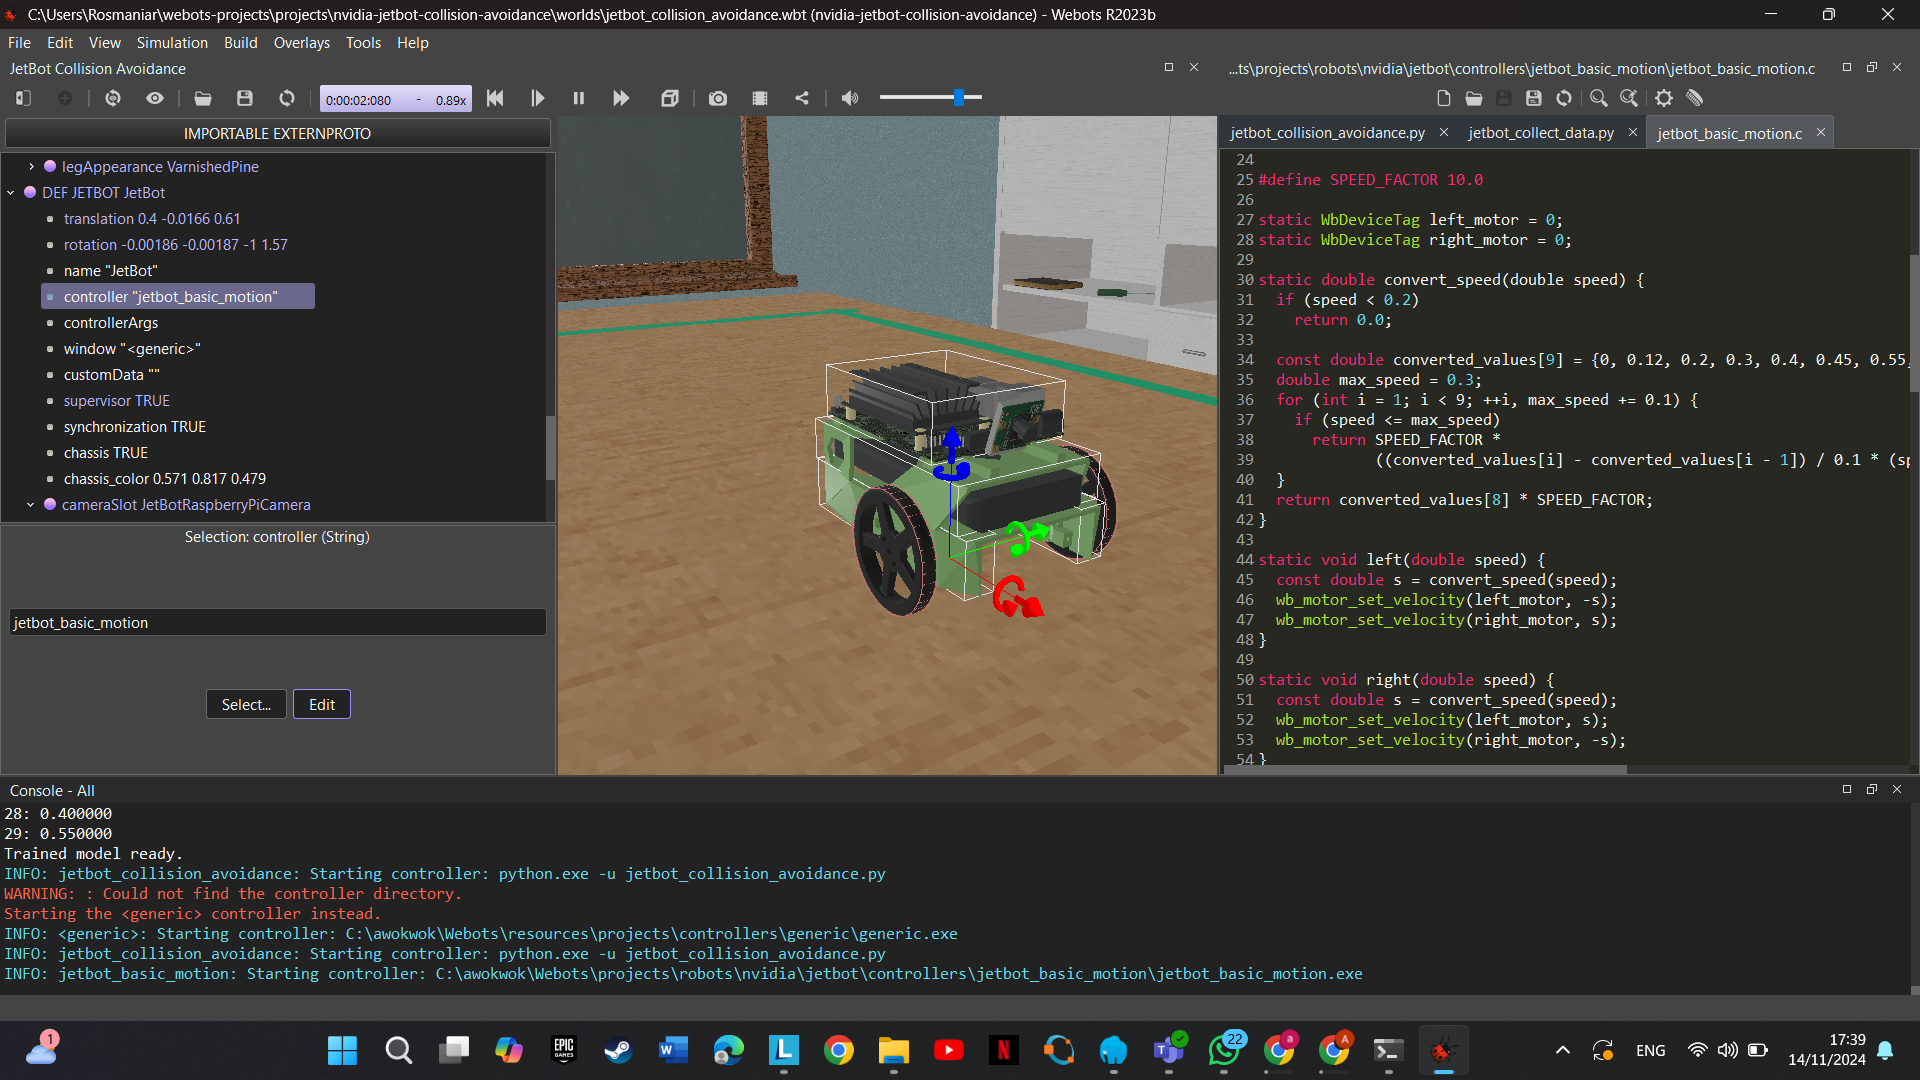 C:\Users\Rosmaniar\webots-projects\projects\nvidia-jetbot-collision-avoidance\worlds\jetbot_collision_avoidance.wbt (nvidia-jetbot-collision-avoidance) - Webots R2023b
File Edit View Simulation Build Overlays Tools Help
JetBot Collision Avoidance
0:00:02:080 - 0.89x
IMPORTABLE EXTERNPROTO
legAppearance VarnishedPine
DEF JETBOT JetBot
translation 0.4 -0.0166 0.61
rotation -0.00186 -0.00187 -1 1.57
name "JetBot"
controller "jetbot_basic_motion"
controllerArgs
window "<generic>"
customData ""
supervisor TRUE
synchronization TRUE
chassis TRUE
chassis_color 0.571 0.817 0.479
cameraSlot JetBotRaspberryPiCamera
Selection: controller (String)
jetbot_basic_motion
Select... Edit
...ts\projects\robots\nvidia\jetbot\controllers\jetbot_basic_motion\jetbot_basic_motion.c
jetbot_collision_avoidance.py jetbot_collect_data.py jetbot_basic_motion.c
24
25 #define SPEED_FACTOR 10.0
26
27 static WbDeviceTag left_motor = 0;
28 static WbDeviceTag right_motor = 0;
29
30 static double convert_speed(double speed) {
31 if (speed < 0.2)
32 return 0.0;
33
34 const double converted_values[9] = {0, 0.12, 0.2, 0.3, 0.4, 0.45, 0.55,
35 double max_speed = 0.3;
36 for (int i = 1; i < 9; ++i, max_speed += 0.1) {
37 if (speed <= max_speed)
38 return SPEED_FACTOR *
39 ((converted_values[i] - converted_values[i - 1]) / 0.1 * (sp
40 }
41 return converted_values[8] * SPEED_FACTOR;
42 }
43
44 static void left(double speed) {
45 const double s = convert_speed(speed);
46 wb_motor_set_velocity(left_motor, -s);
47 wb_motor_set_velocity(right_motor, s);
48 }
49
50 static void right(double speed) {
51 const double s = convert_speed(speed);
52 wb_motor_set_velocity(left_motor, s);
53 wb_motor_set_velocity(right_motor, -s);
54 }
Console - All
28: 0.400000
29: 0.550000
Trained model ready.
INFO: jetbot_collision_avoidance: Starting controller: python.exe -u jetbot_collision_avoidance.py
WARNING: : Could not find the controller directory.
Starting the <generic> controller instead.
INFO: <generic>: Starting controller: C:\awokwok\Webots\resources\projects\controllers\generic\generic.exe
INFO: jetbot_collision_avoidance: Starting controller: python.exe -u jetbot_collision_avoidance.py
INFO: jetbot_basic_motion: Starting controller: C:\awokwok\Webots\projects\robots\nvidia\jetbot\controllers\jetbot_basic_motion\jetbot_basic_motion.exe
1
EPIC GAMES
W
L
N
T
22
a
A
ENG
17:39
14/11/2024